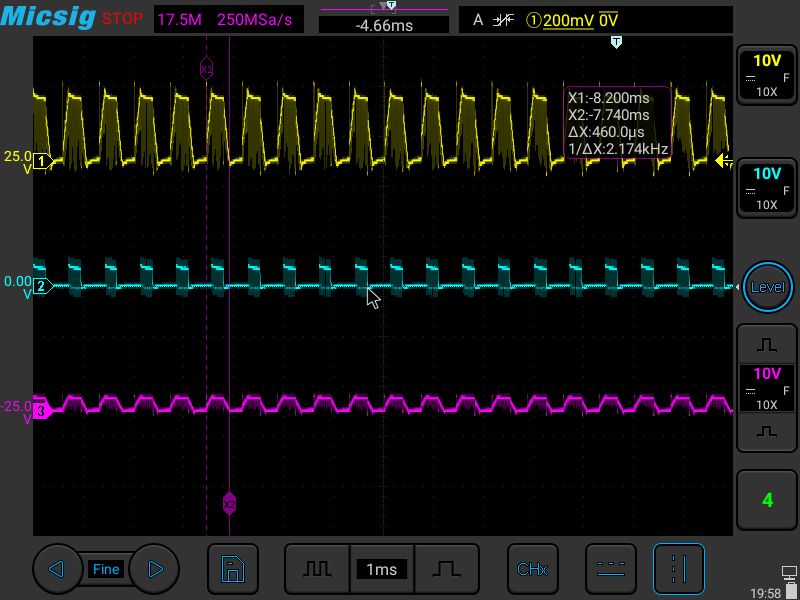 Micsig STOP 17.5M 250MSa/s -4.66ms A 1 200mV 0V
T
T
X1
X1:-8.200ms
X2:-7.740ms
ΔX:460.0µs
1/ΔX:2.174kHz
25.0
V
1
0.00
V
2
-25.0
V
3
X2
10V
F
10X
10V
F
10X
Level
10V
F
10X
4
Fine
1ms
CHx
19:58